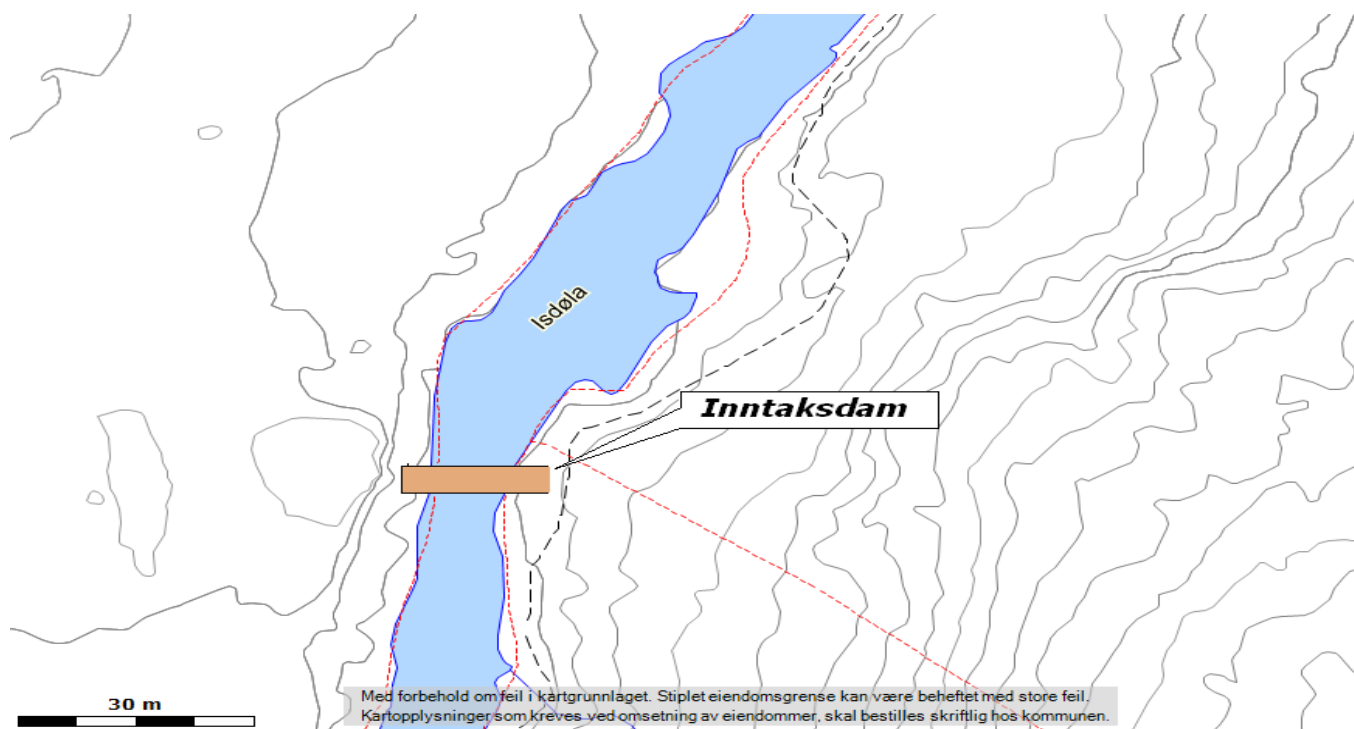 Isdøla
Inntaksdam
30 m
Med forbehold om feil i kartgrunnlaget. Stiplet eiendomsgrense kan være beheftet med store feil.
Kartopplysninger som kreves ved omsetning av eiendommer, skal bestilles skriftlig hos kommunen.